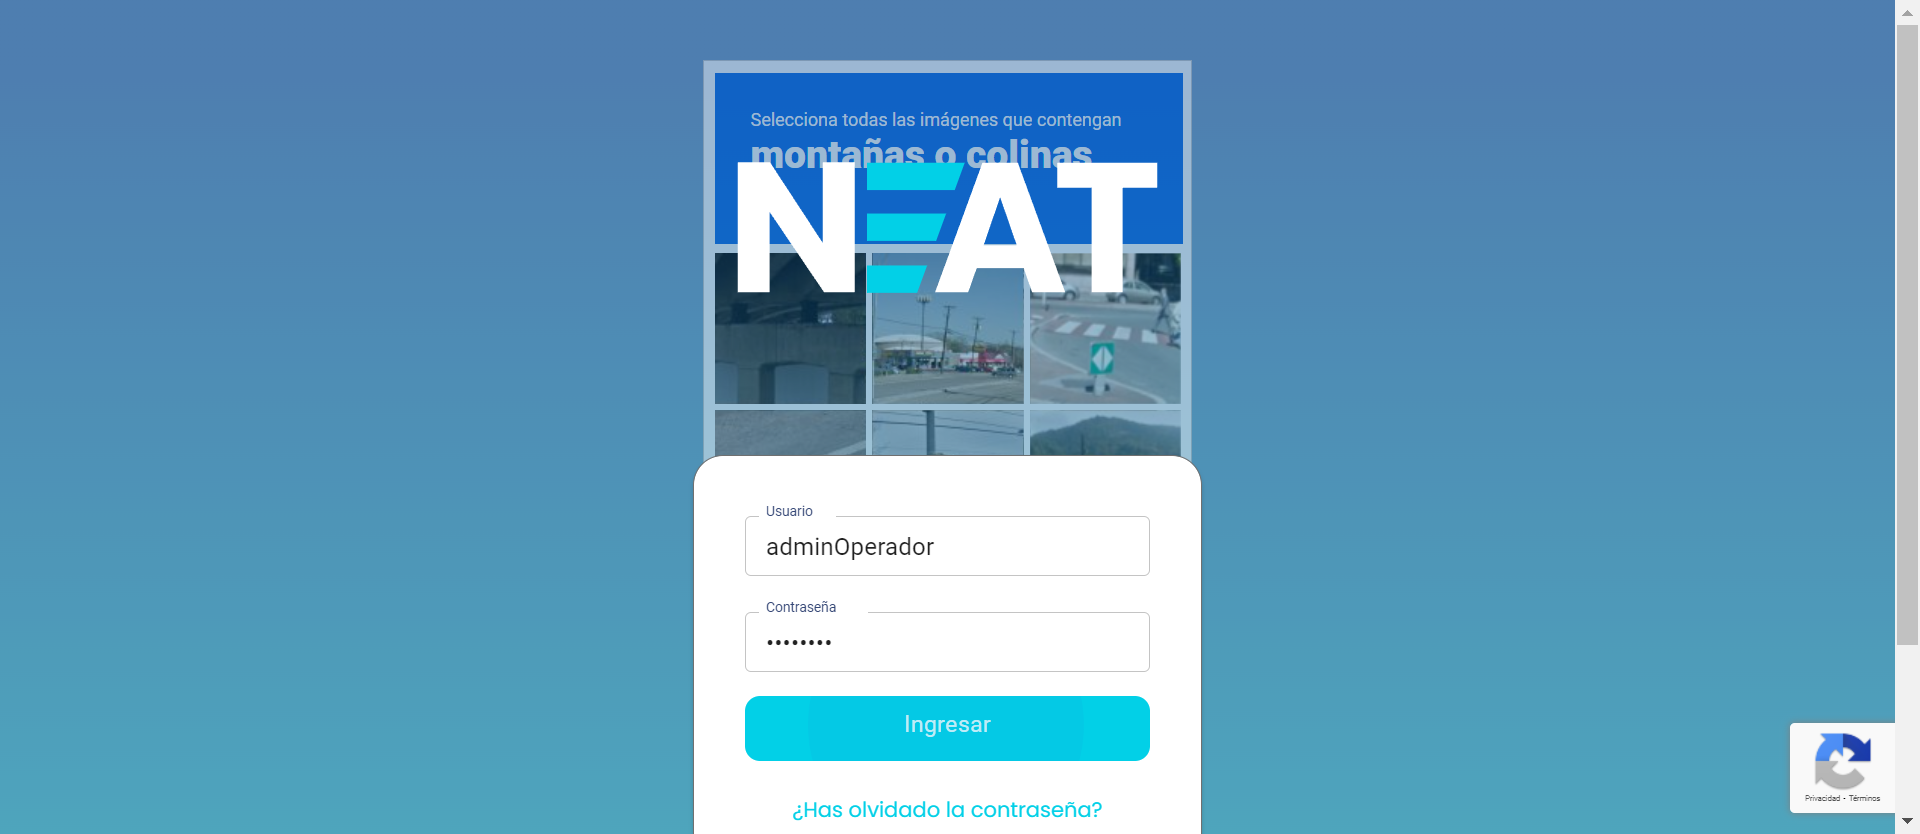 Selecciona todas las imágenes que contengan
montañas o colinas
NEAT
Usuario
adminOperador
Contraseña
••••••••
Ingresar
¿Has olvidado la contraseña?
Privacidad - Términos